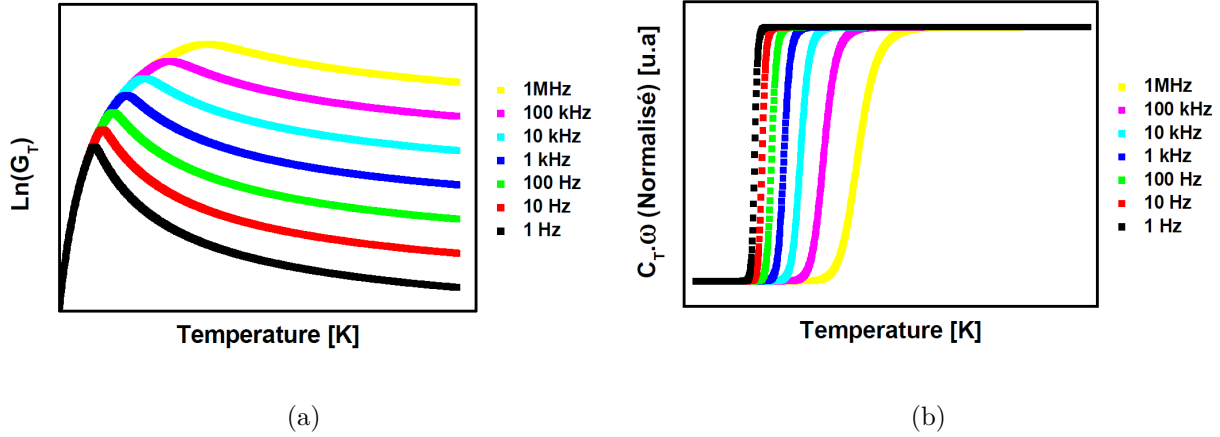 Ln(G_T)
1MHz
100 kHz
10 kHz
1 kHz
100 Hz
10 Hz
1 Hz
Temperature [K]
(a)
C_T.ω (Normalisé) [u.a]
1MHz
100 kHz
10 kHz
1 kHz
100 Hz
10 Hz
1 Hz
Temperature [K]
(b)